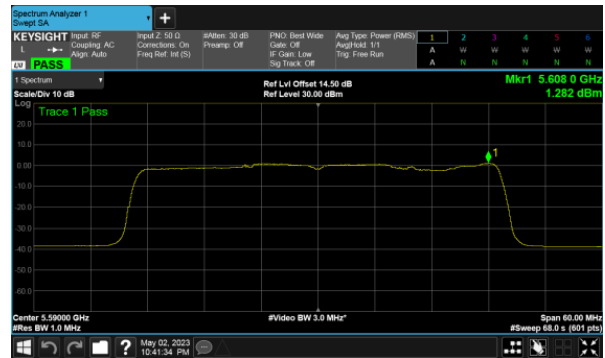 Spectrum Analyzer 1
Swept SA
+
KEYSIGHT
L
LXI PASS
Input: RF
Coupling: AC
Align: Auto
Input Z: 50 Ω
Corrections: On
Freq Ref: Int (S)
#Atten: 30 dB
Preamp: Off
PNO: Best Wide
Gate: Off
IF Gain: Low
Sig Track: Off
Avg Type: Power (RMS)
Avg|Hold: 1/1
Trig: Free Run
1 2 3 4 5 6
A W W W W W
A N N N N N
1 Spectrum
Scale/Div 10 dB
Ref Lvl Offset 14.50 dB
Ref Level 30.00 dBm
Mkr1 5.608 0 GHz
1.282 dBm
Log
Trace 1 Pass
20.0
10.0
0.00
-10.0
-20.0
-30.0
-40.0
-50.0
-60.0
1
Center 5.59000 GHz
#Res BW 1.0 MHz
#Video BW 3.0 MHz*
Span 60.00 MHz
#Sweep 68.0 s (601 pts)
?
May 02, 2023
10:41:34 PM